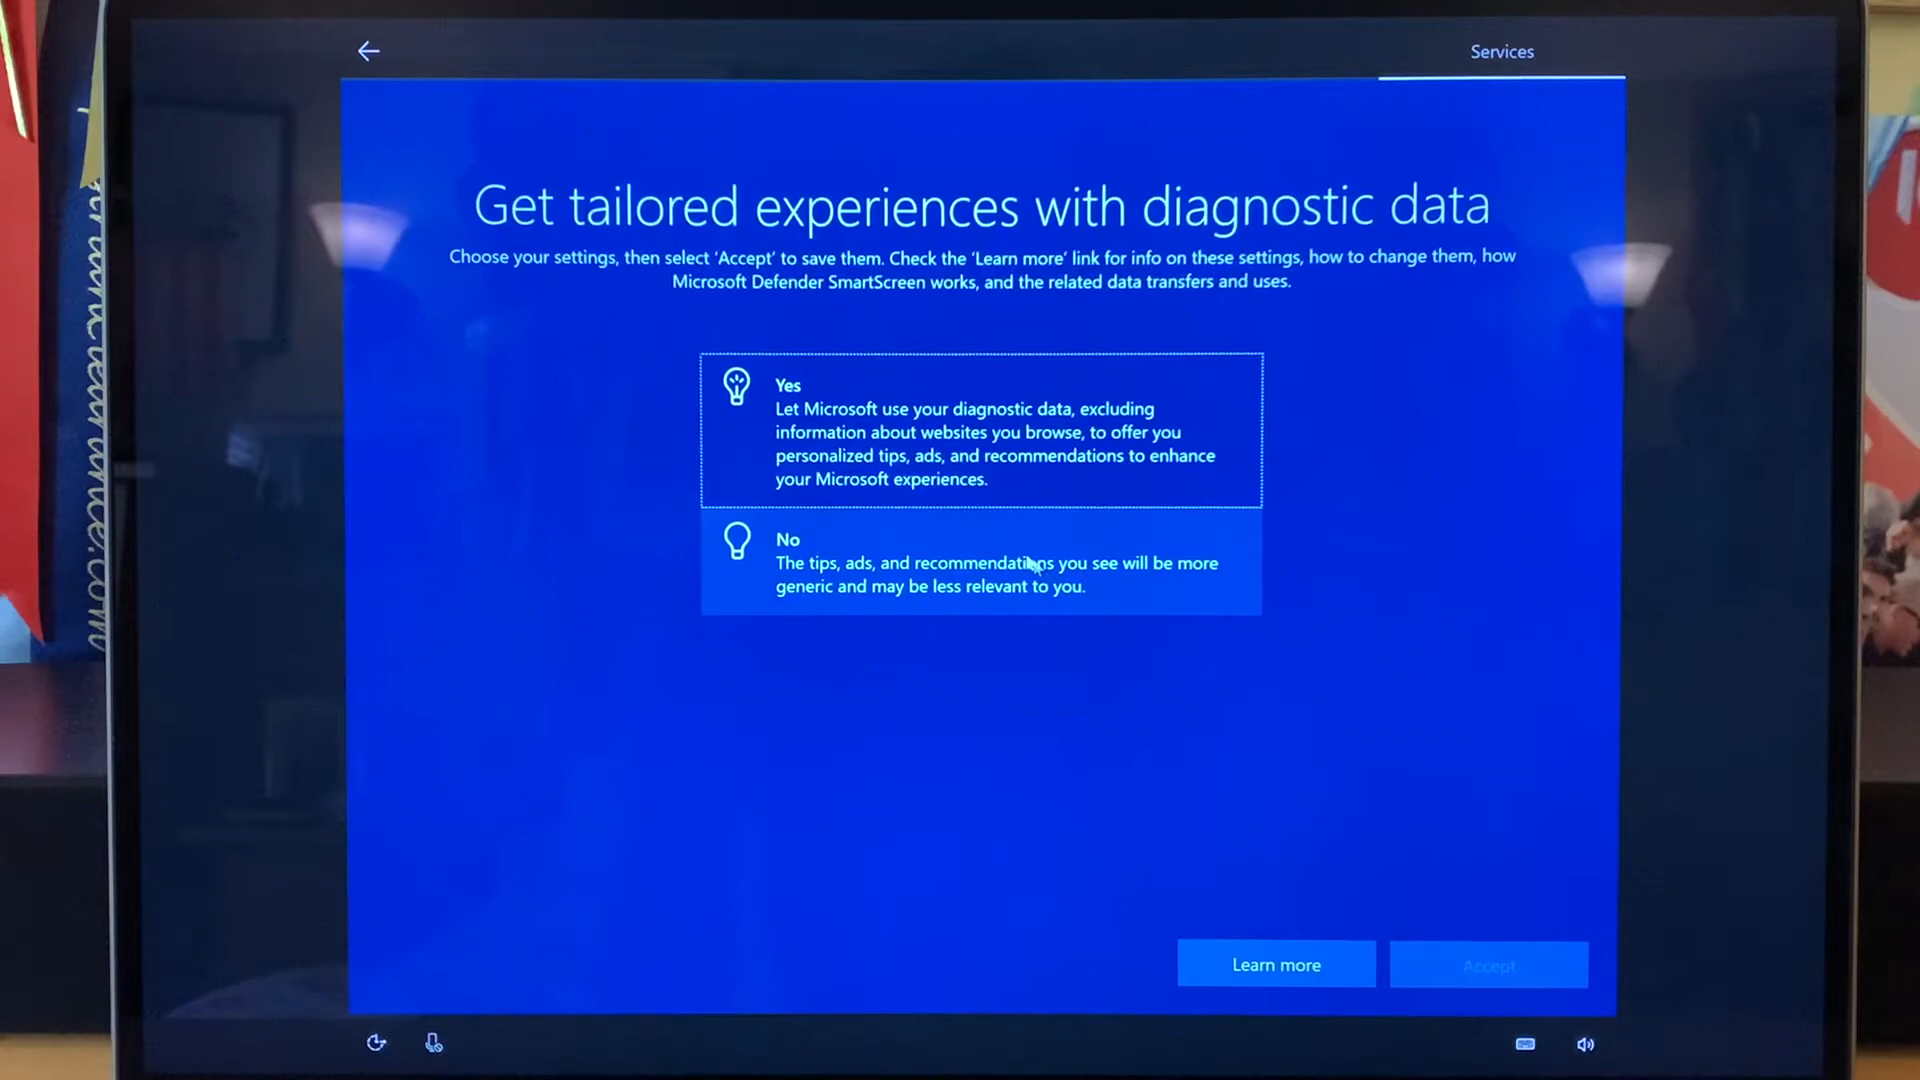 Services
Get tailored experiences with diagnostic data
Choose your settings, then select 'Accept' to save them. Check the 'Learn more' link for info on these settings, how to change them, how
Microsoft Defender SmartScreen works, and the related data transfers and uses.
Yes
Let Microsoft use your diagnostic data, excluding
information about websites you browse, to offer you
personalized tips, ads, and recommendations to enhance
your Microsoft experiences.
No
The tips, ads, and recommendations you see will be more
generic and may be less relevant to you.
Learn more
Accept